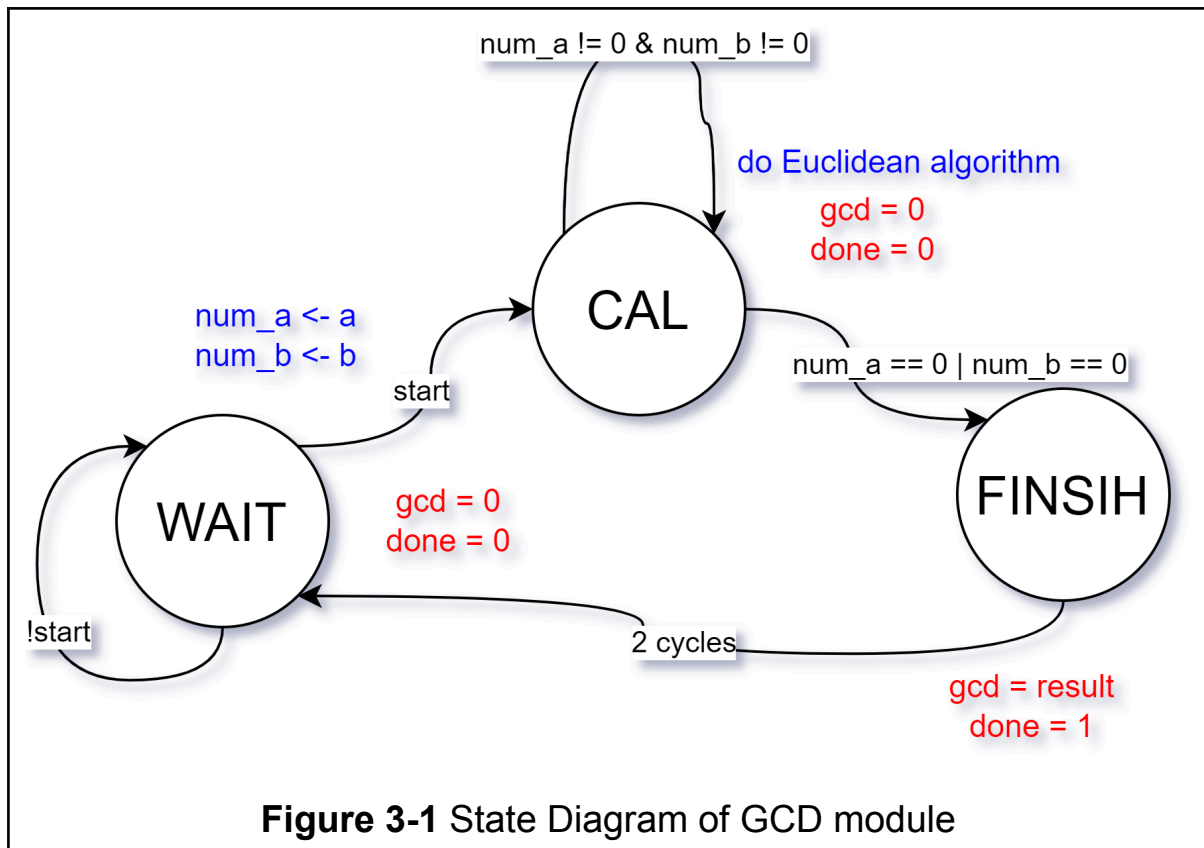 num_a != 0 & num_b != 0
do Euclidean algorithm
gcd = 0
done = 0
CAL
num_a <- a
num_b <- b
start
num_a == 0 | num_b == 0
WAIT
gcd = 0
done = 0
FINSIH
!start
2 cycles
gcd = result
done = 1
Figure 3-1 State Diagram of GCD module